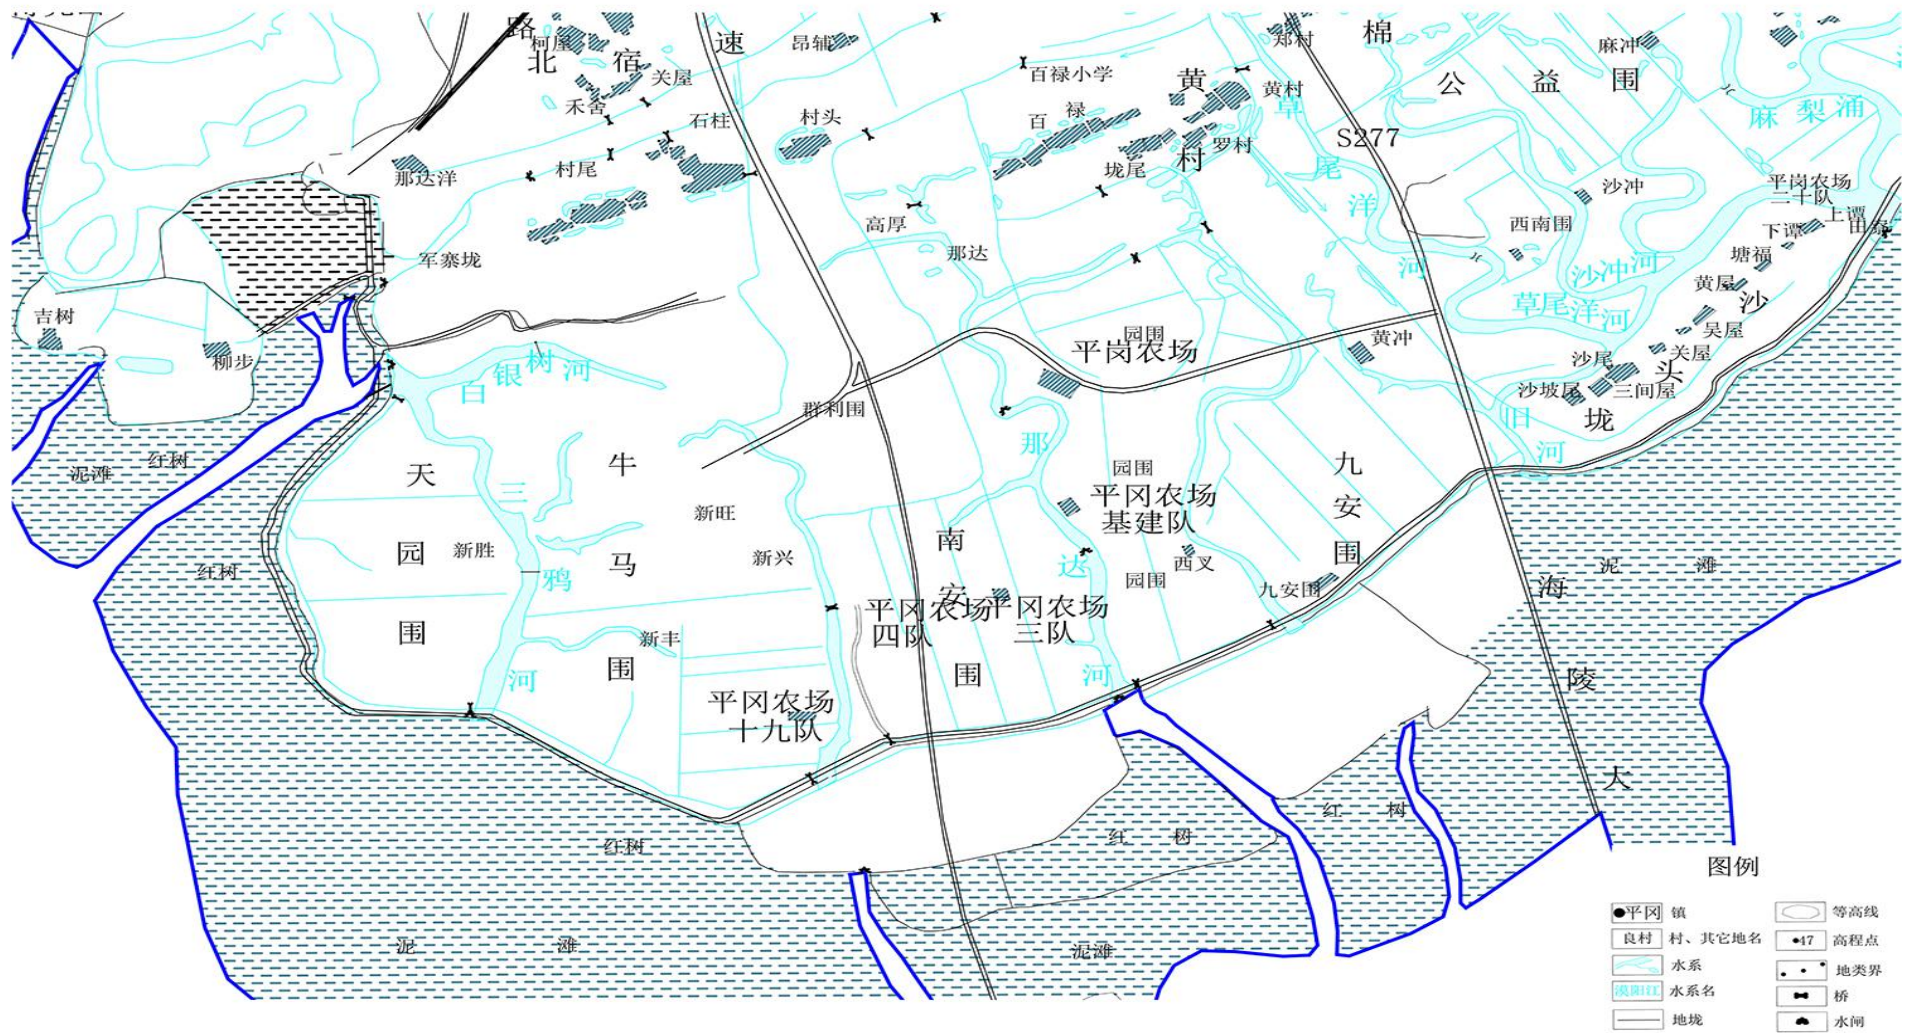 路
北
宿
速
柯屋
关屋
昂辅
禾舍
石柱
村头
村尾
那达洋
军寨垅
百禄小学
百
禄
黄
村
黄村
郑村
罗村
垅尾
高厚
那达
棉
麻冲
公
益
围
麻
梨
涌
S277
草
尾
洋
河
沙冲
西南围
平岗农场
二十队
上谭
下谭
塘福
黄屋
沙
吴屋
关屋
沙尾
头
三间屋
沙坡尾
垅
沙冲河
草尾洋河
旧
河
吉树
柳步
白
银
树
河
群利围
园围
平岗农场
黄冲
泥滩
红树
天
园
围
新胜
三
鸦
河
牛
马
围
新旺
新兴
新丰
那
达
河
园围
平冈农场
基建队
西叉
园围
九
安
围
九安围
南
安
围
平冈农场
四队
平冈农场
三队
平冈农场
十九队
红树
红树
泥
滩
红
树
泥滩
红
树
泥
滩
海
陵
大
图例
平冈 镇
良村 村、其它地名
水系
漠阳江 水系名
地垅
等高线
47 高程点
地类界
桥
水闸